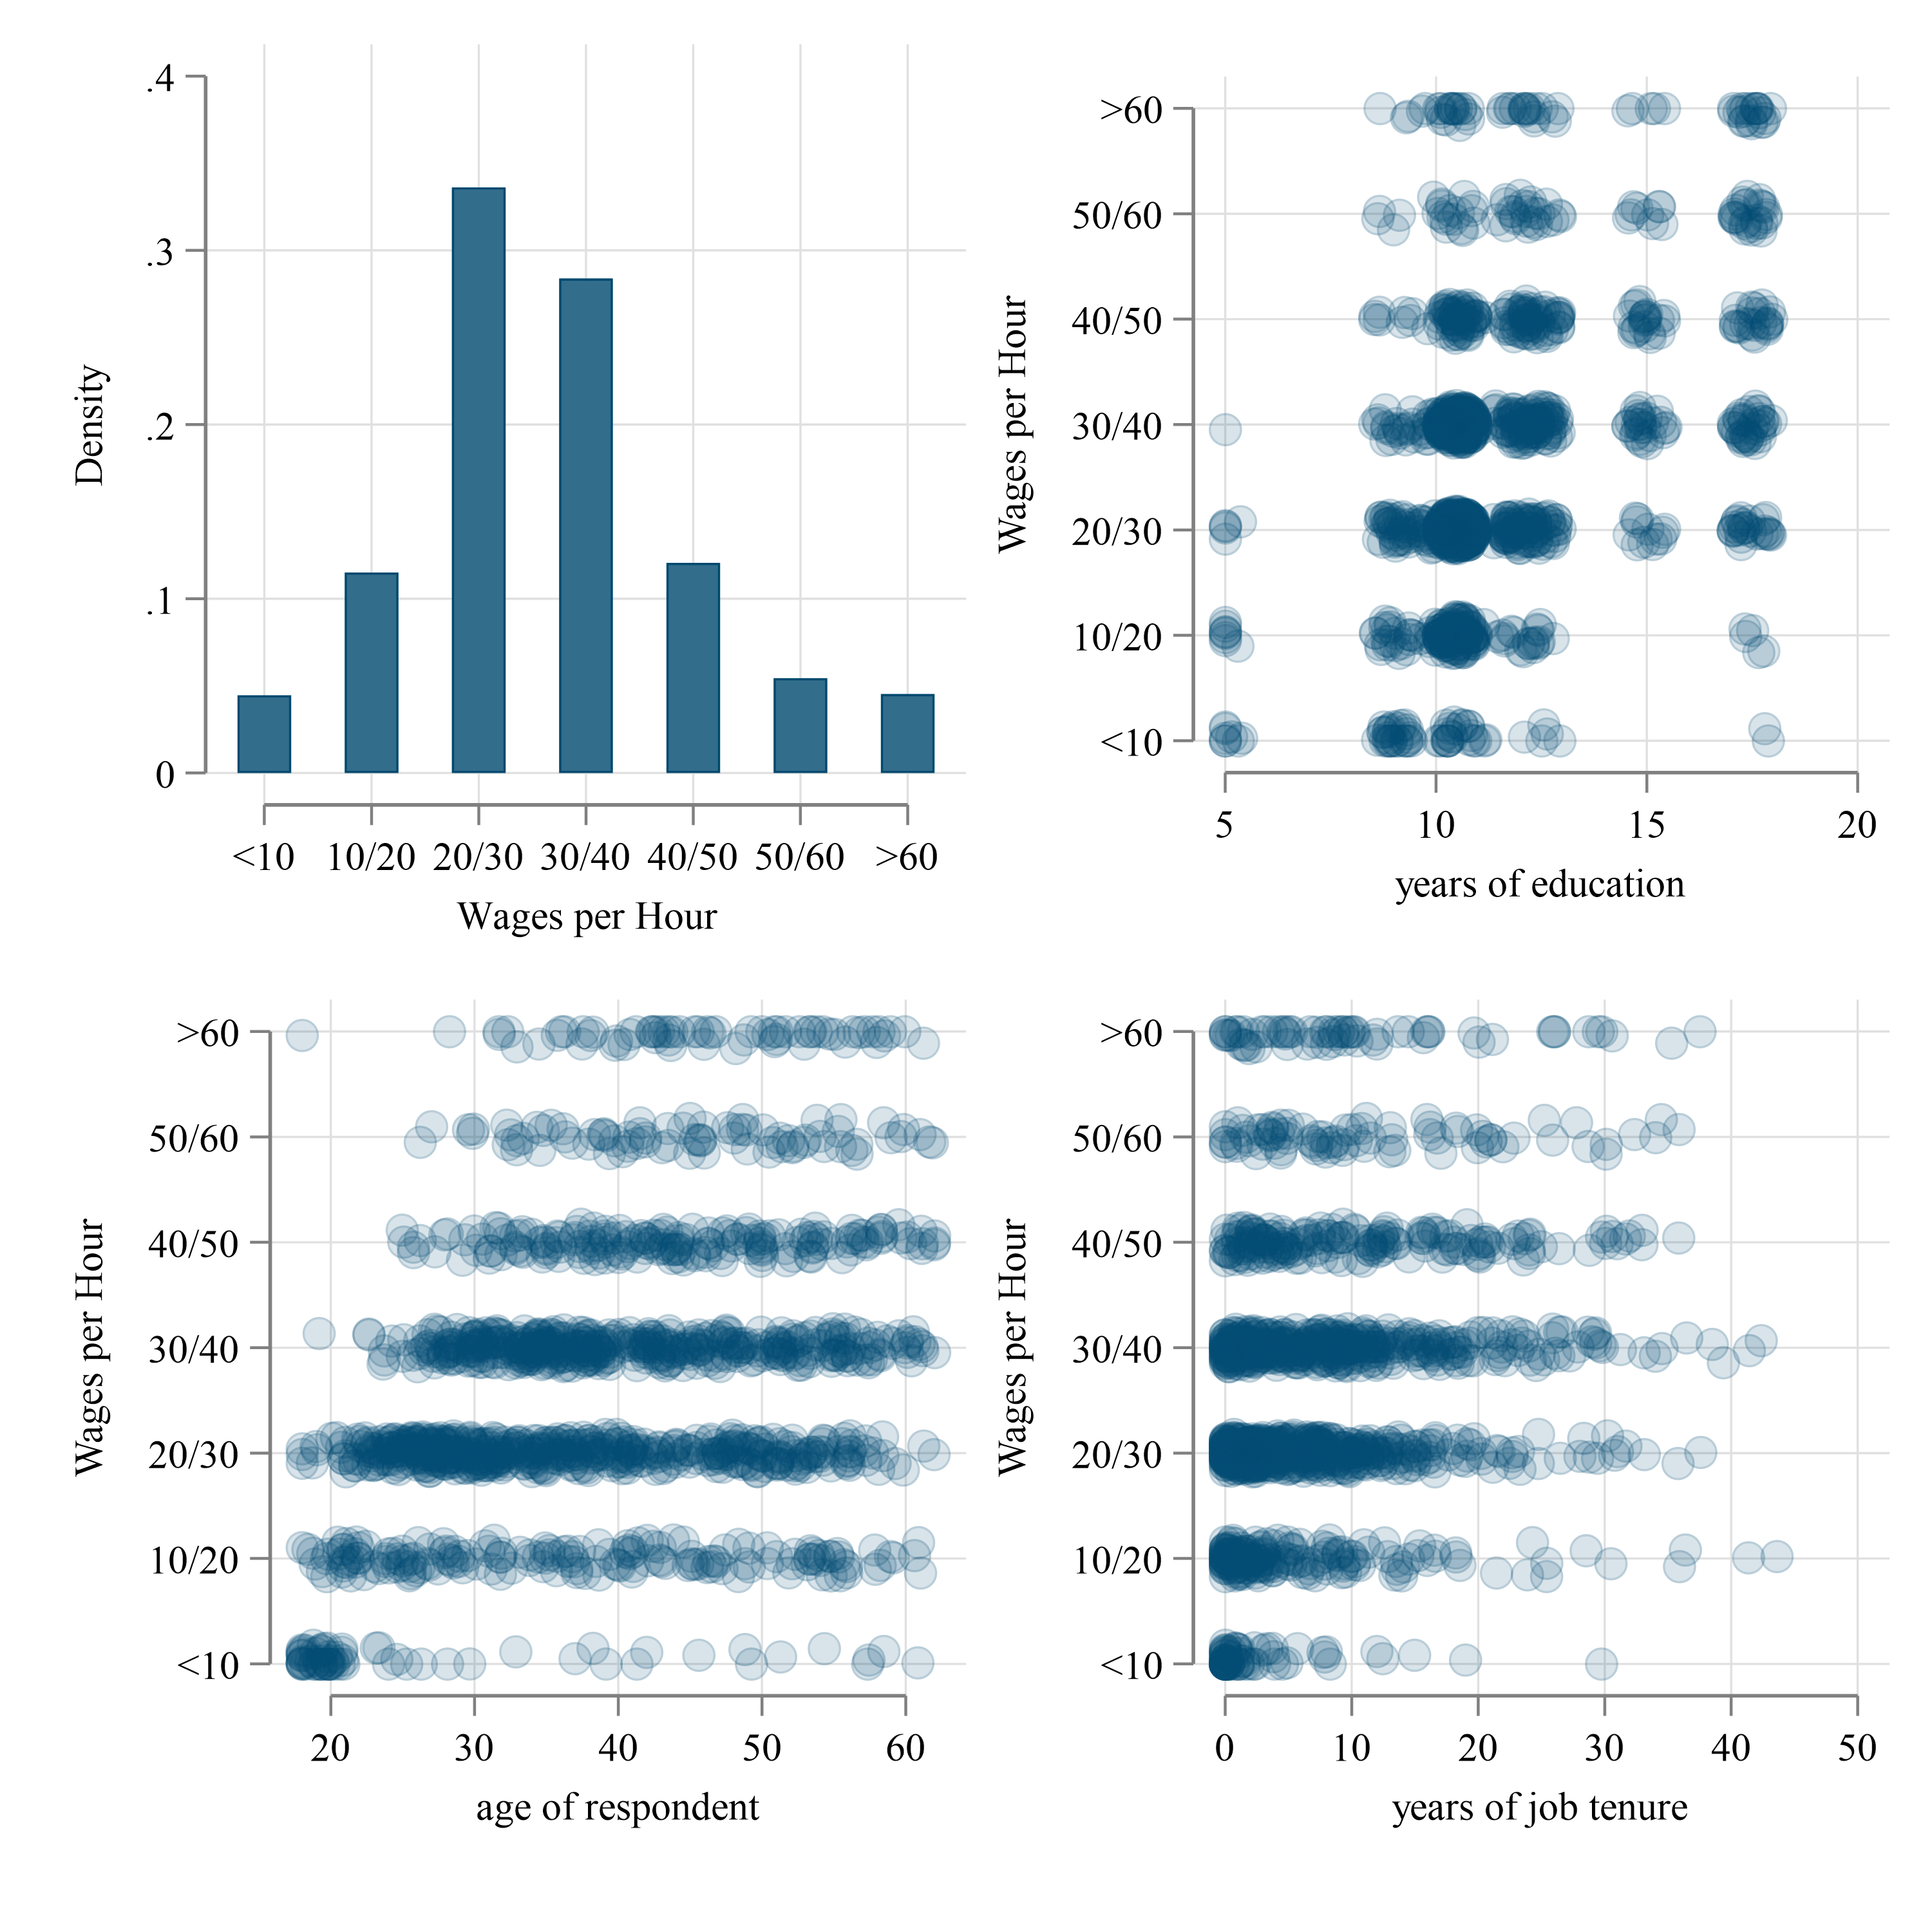 .4
.3
.2
.1
0
Density
<10 10/20 20/30 30/40 40/50 50/60 >60
Wages per Hour
>60
50/60
40/50
30/40
20/30
10/20
<10
Wages per Hour
5 10 15 20
years of education
>60
50/60
40/50
30/40
20/30
10/20
<10
Wages per Hour
20 30 40 50 60
age of respondent
>60
50/60
40/50
30/40
20/30
10/20
<10
Wages per Hour
0 10 20 30 40 50
years of job tenure